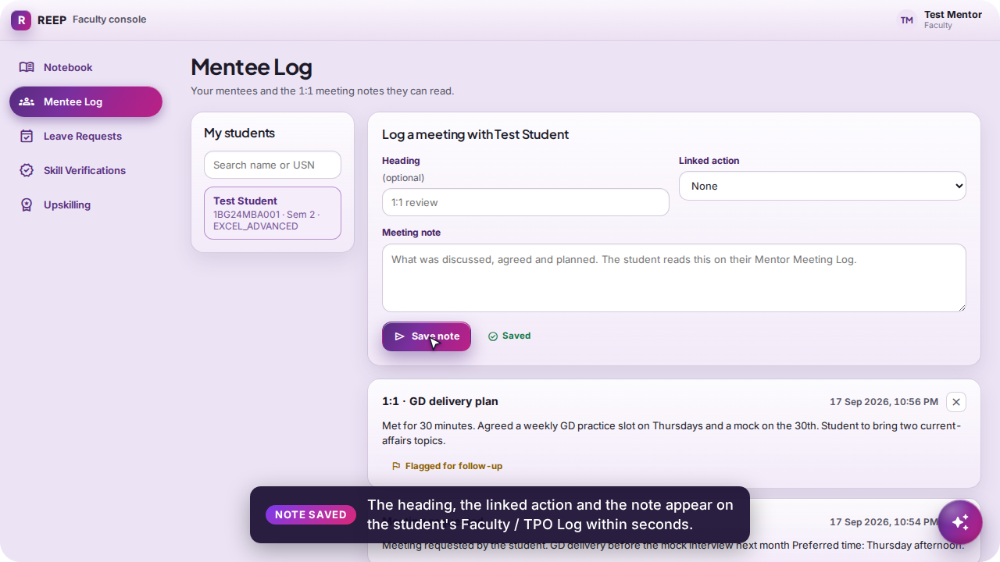 R REEP Faculty console
TM Test Mentor
Faculty
Notebook
Mentee Log
Leave Requests
Skill Verifications
Upskilling
Mentee Log
Your mentees and the 1:1 meeting notes they can read.
My students
Search name or USN
Test Student
1BG24MBA001 · Sem 2 ·
EXCEL_ADVANCED
Log a meeting with Test Student
Heading
(optional)
1:1 review
Linked action
None
Meeting note
What was discussed, agreed and planned. The student reads this on their Mentor Meeting Log.
Save note
Saved
1:1 · GD delivery plan
17 Sep 2026, 10:56 PM
Met for 30 minutes. Agreed a weekly GD practice slot on Thursdays and a mock on the 30th. Student to bring two current-
affairs topics.
Flagged for follow-up
NOTE SAVED
The heading, the linked action and the note appear on
the student's Faculty / TPO Log within seconds.
17 Sep 2026, 10:54 PM
Meeting requested by the student. GD delivery before the mock interview next month Preferred time: Thursday afternoon.